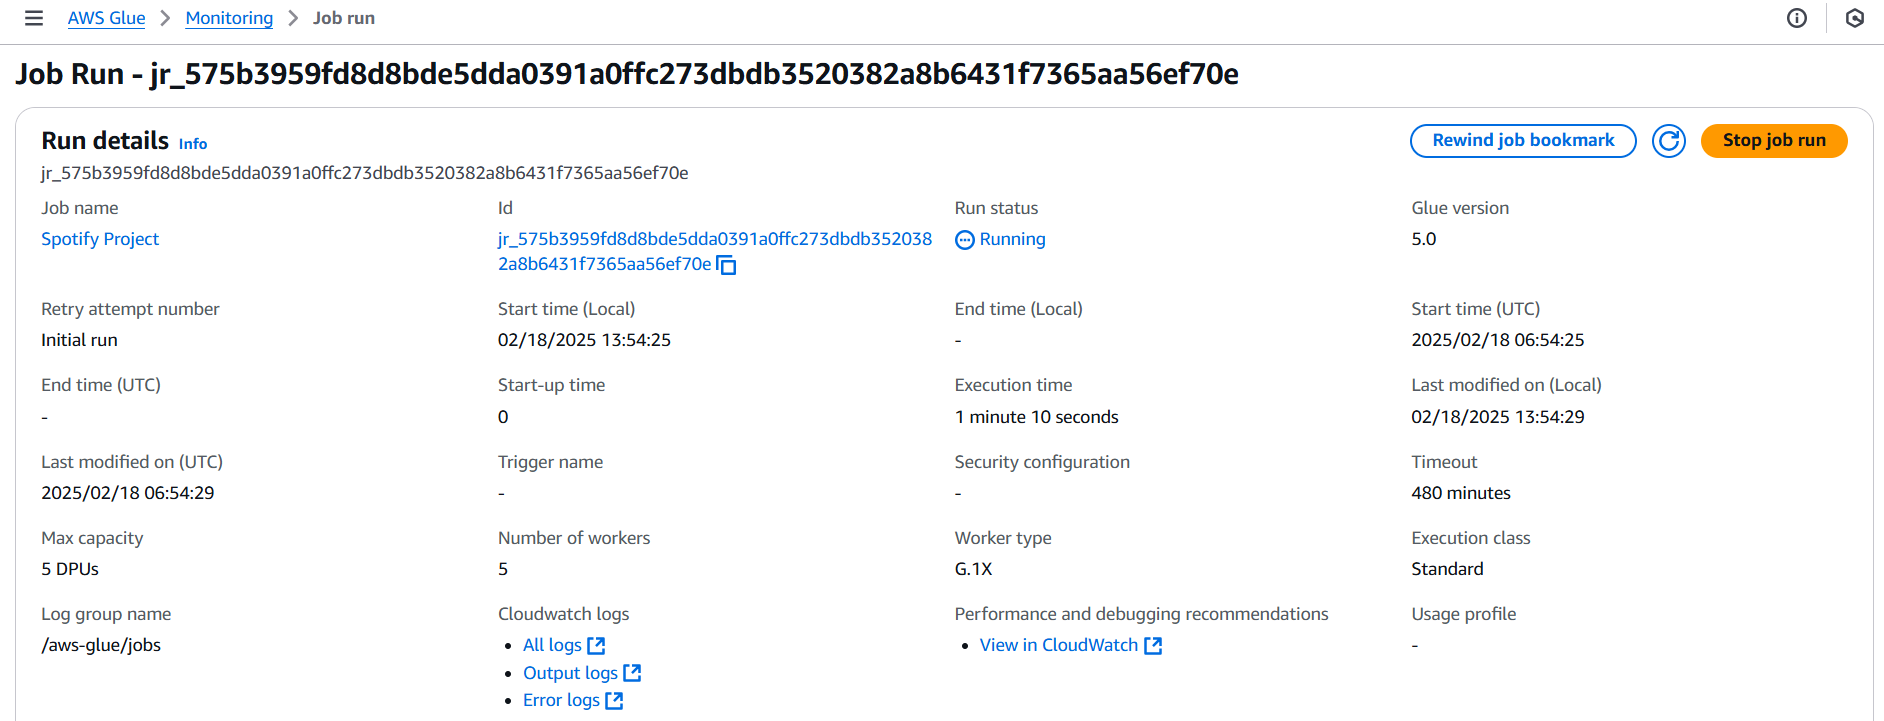 AWS Glue > Monitoring > Job run
Job Run - jr_575b3959fd8d8bde5dda0391a0ffc273dbdb3520382a8b6431f7365aa56ef70e
Run details Info
Rewind job bookmark
Stop job run
jr_575b3959fd8d8bde5dda0391a0ffc273dbdb3520382a8b6431f7365aa56ef70e
Job name
Spotify Project
Id
jr_575b3959fd8d8bde5dda0391a0ffc273dbdb352038
2a8b6431f7365aa56ef70e
Run status
Running
Glue version
5.0
Retry attempt number
Initial run
Start time (Local)
02/18/2025 13:54:25
End time (Local)
-
Start time (UTC)
2025/02/18 06:54:25
End time (UTC)
-
Start-up time
0
Execution time
1 minute 10 seconds
Last modified on (Local)
02/18/2025 13:54:29
Last modified on (UTC)
2025/02/18 06:54:29
Trigger name
-
Security configuration
-
Timeout
480 minutes
Max capacity
5 DPUs
Number of workers
5
Worker type
G.1X
Execution class
Standard
Log group name
/aws-glue/jobs
Cloudwatch logs
• All logs
• Output logs
• Error logs
Performance and debugging recommendations
• View in CloudWatch
Usage profile
-